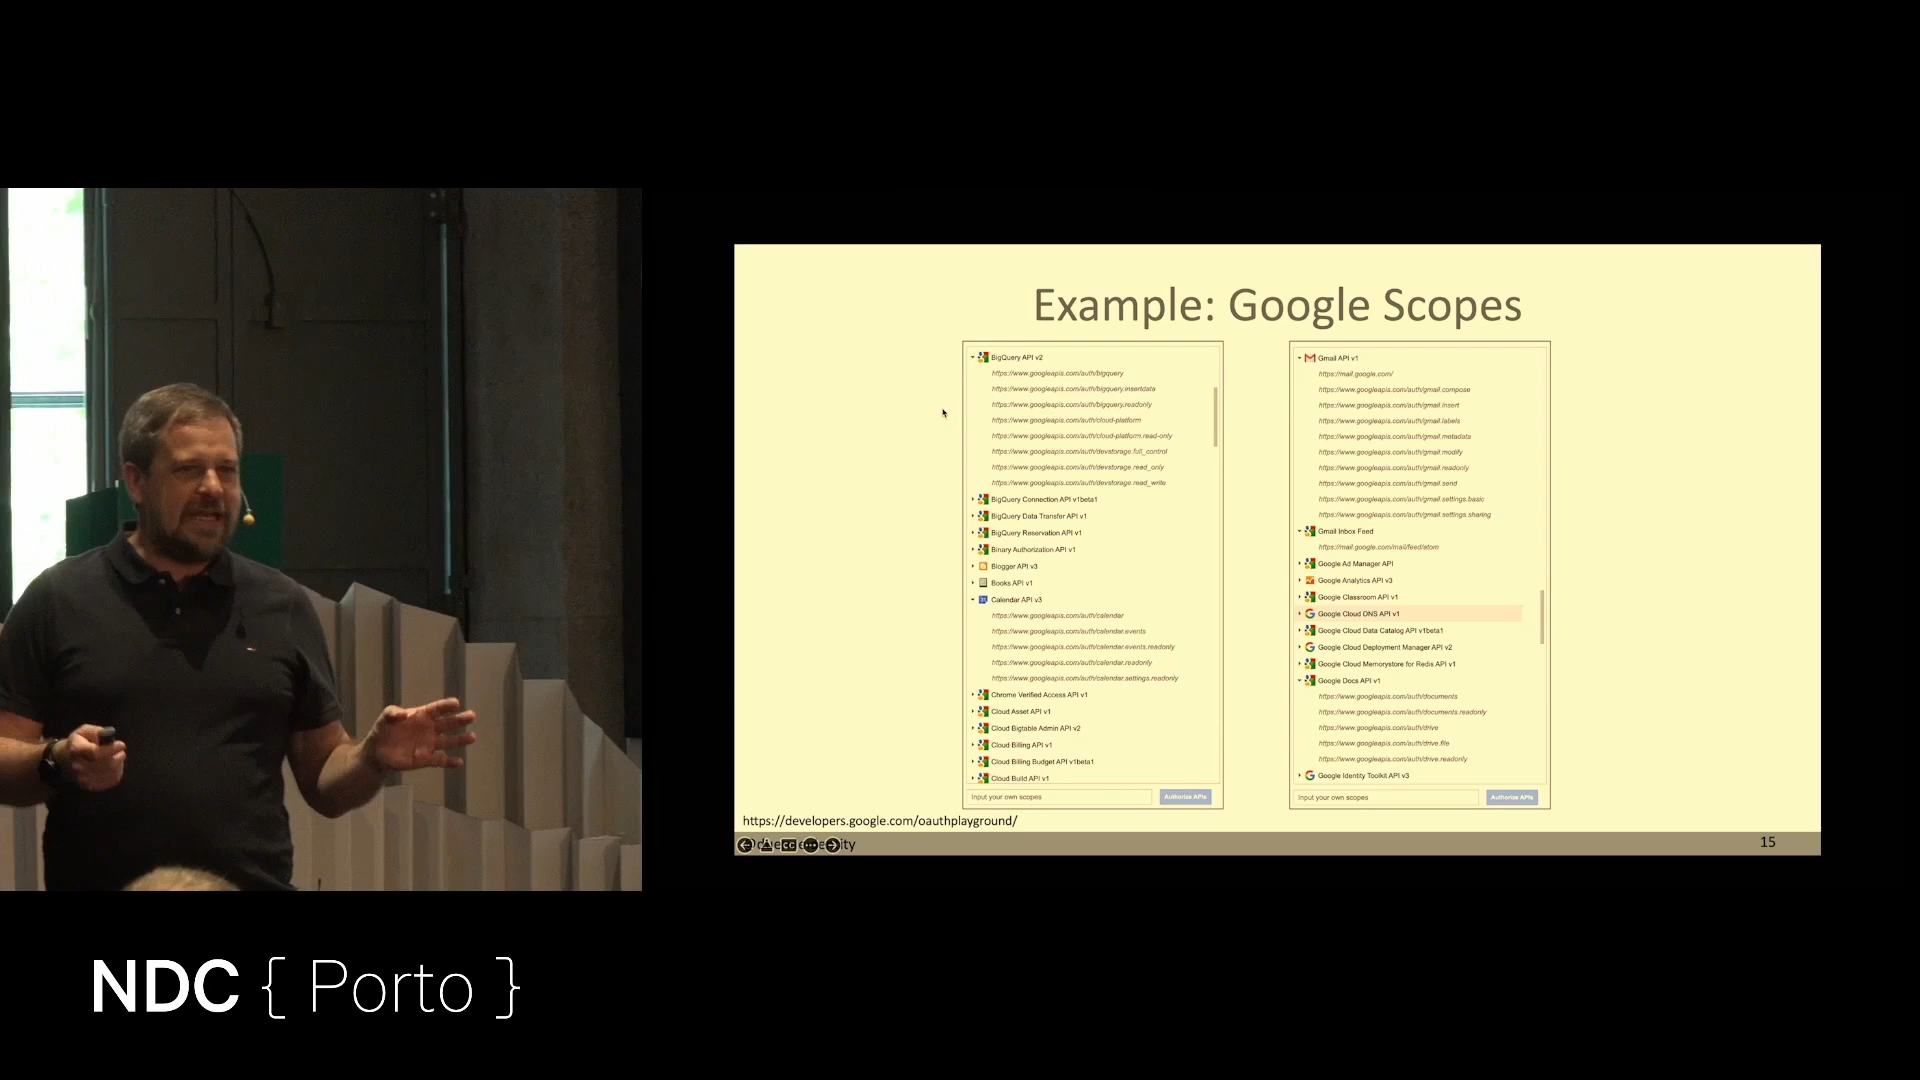 Example: Google Scopes
BigQuery API v2
https://www.googleapis.com/auth/bigquery
https://www.googleapis.com/auth/bigquery.insertdata
https://www.googleapis.com/auth/bigquery.readonly
https://www.googleapis.com/auth/cloud-platform
https://www.googleapis.com/auth/cloud-platform.read-only
https://www.googleapis.com/auth/devstorage.full_control
https://www.googleapis.com/auth/devstorage.read_only
https://www.googleapis.com/auth/devstorage.read_write
BigQuery Connection API v1beta1
BigQuery Data Transfer API v1
BigQuery Reservation API v1
Binary Authorization API v1
Blogger API v3
Books API v1
Calendar API v3
https://www.googleapis.com/auth/calendar
https://www.googleapis.com/auth/calendar.events
https://www.googleapis.com/auth/calendar.events.readonly
https://www.googleapis.com/auth/calendar.readonly
https://www.googleapis.com/auth/calendar.settings.readonly
Chrome Verified Access API v1
Cloud Asset API v1
Cloud Bigtable Admin API v2
Cloud Billing API v1
Cloud Billing Budget API v1beta1
Cloud Build API v1
Input your own scopes
Authorize APIs
Gmail API v1
https://mail.google.com/
https://www.googleapis.com/auth/gmail.compose
https://www.googleapis.com/auth/gmail.insert
https://www.googleapis.com/auth/gmail.labels
https://www.googleapis.com/auth/gmail.metadata
https://www.googleapis.com/auth/gmail.modify
https://www.googleapis.com/auth/gmail.readonly
https://www.googleapis.com/auth/gmail.send
https://www.googleapis.com/auth/gmail.settings.basic
https://www.googleapis.com/auth/gmail.settings.sharing
Gmail Inbox Feed
https://mail.google.com/mail/feed/atom
Google Ad Manager API
Google Analytics API v3
Google Classroom API v1
Google Cloud DNS API v1
Google Cloud Data Catalog API v1beta1
Google Cloud Deployment Manager API v2
Google Cloud Memorystore for Redis API v1
Google Docs API v1
https://www.googleapis.com/auth/documents
https://www.googleapis.com/auth/documents.readonly
https://www.googleapis.com/auth/drive
https://www.googleapis.com/auth/drive.file
https://www.googleapis.com/auth/drive.readonly
Google Identity Toolkit API v3
Input your own scopes
Authorize APIs
https://developers.google.com/oauthplayground/
15
NDC { Porto }